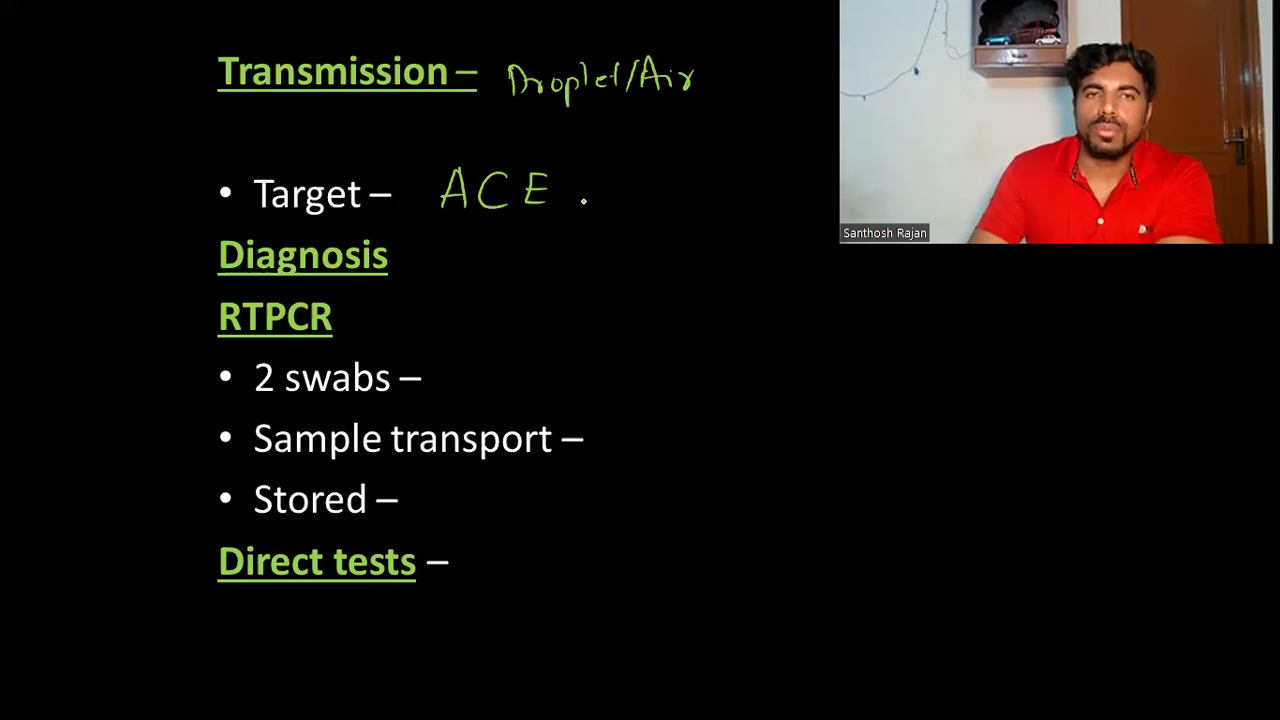 Transmission – Droplet/Air
• Target – ACE
Diagnosis
RTPCR
• 2 swabs –
• Sample transport –
• Stored –
Direct tests –
Santhosh Rajan